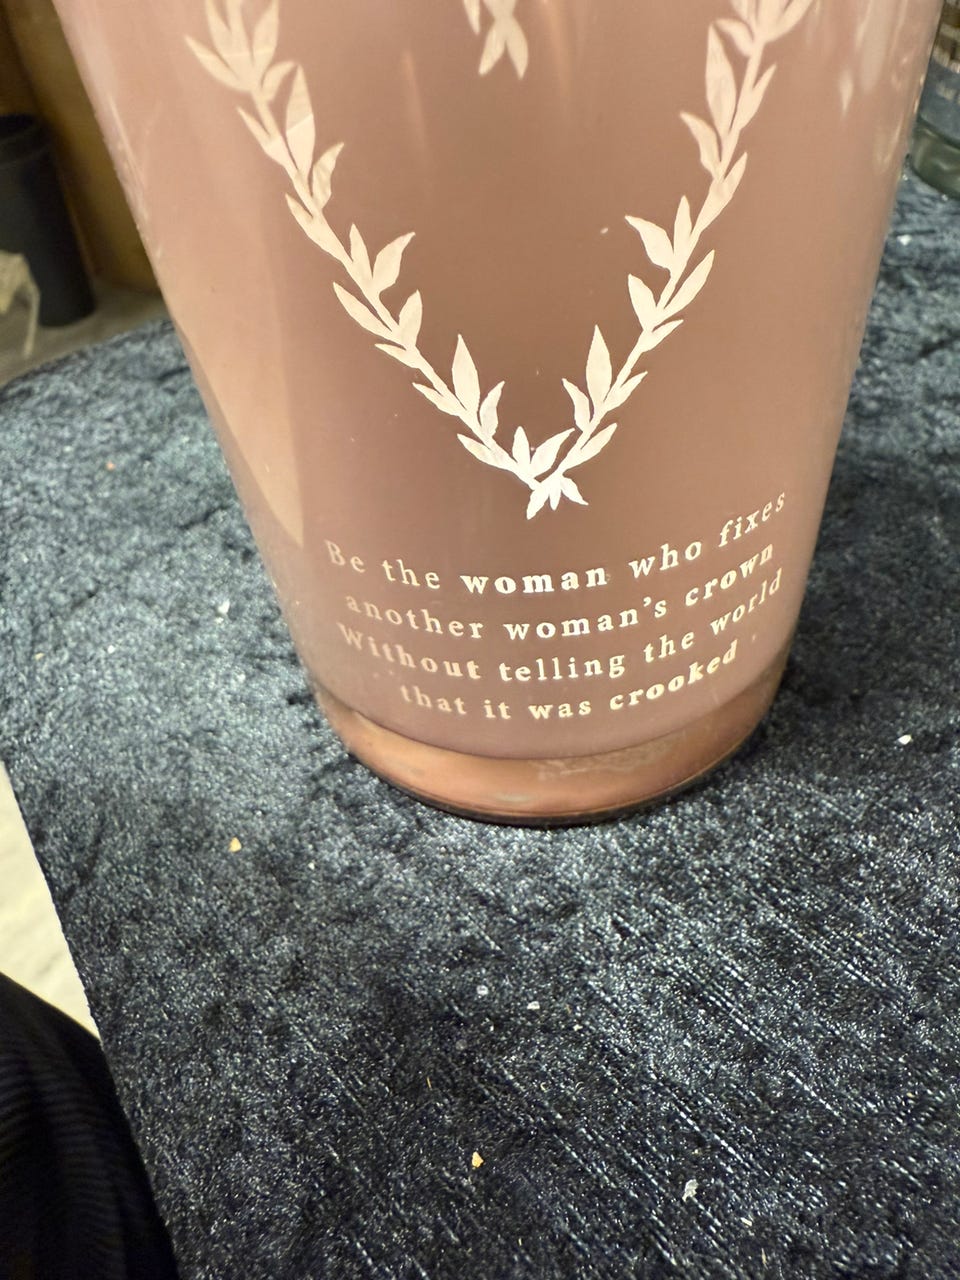 Be the woman who fixes
another woman's crown
Without telling the world
that it was crooked